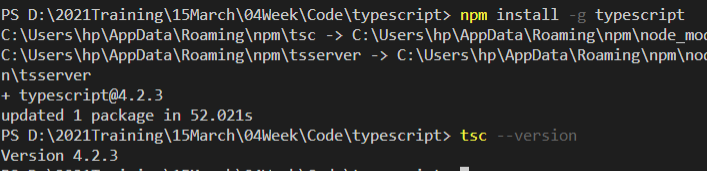 PS D:\2021Training\15March\04Week\Code\typescript> npm install -g typescript
C:\Users\hp\AppData\Roaming\npm\tsc -> C:\Users\hp\AppData\Roaming\npm\node_mod
C:\Users\hp\AppData\Roaming\npm\tsserver -> C:\Users\hp\AppData\Roaming\npm\nod
n\tsserver
+ typescript@4.2.3
updated 1 package in 52.021s
PS D:\2021Training\15March\04Week\Code\typescript> tsc --version
Version 4.2.3